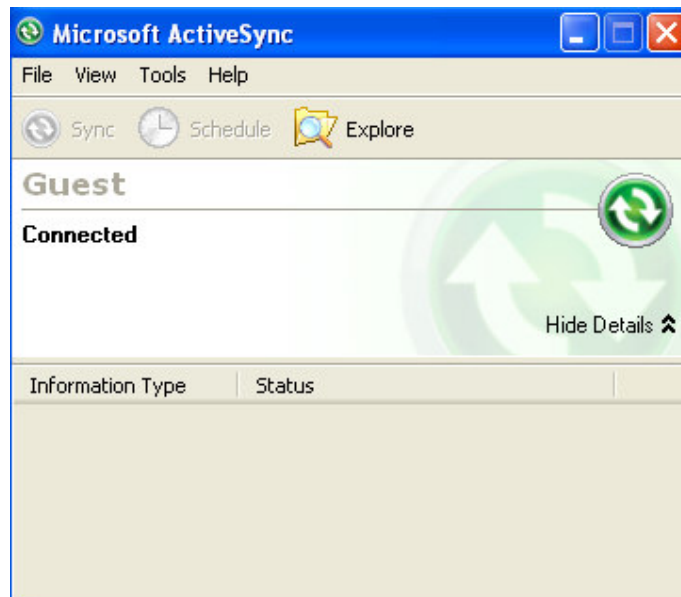 Microsoft ActiveSync
File View Tools Help
Sync Schedule Explore
Guest
Connected
Hide Details
Information Type Status